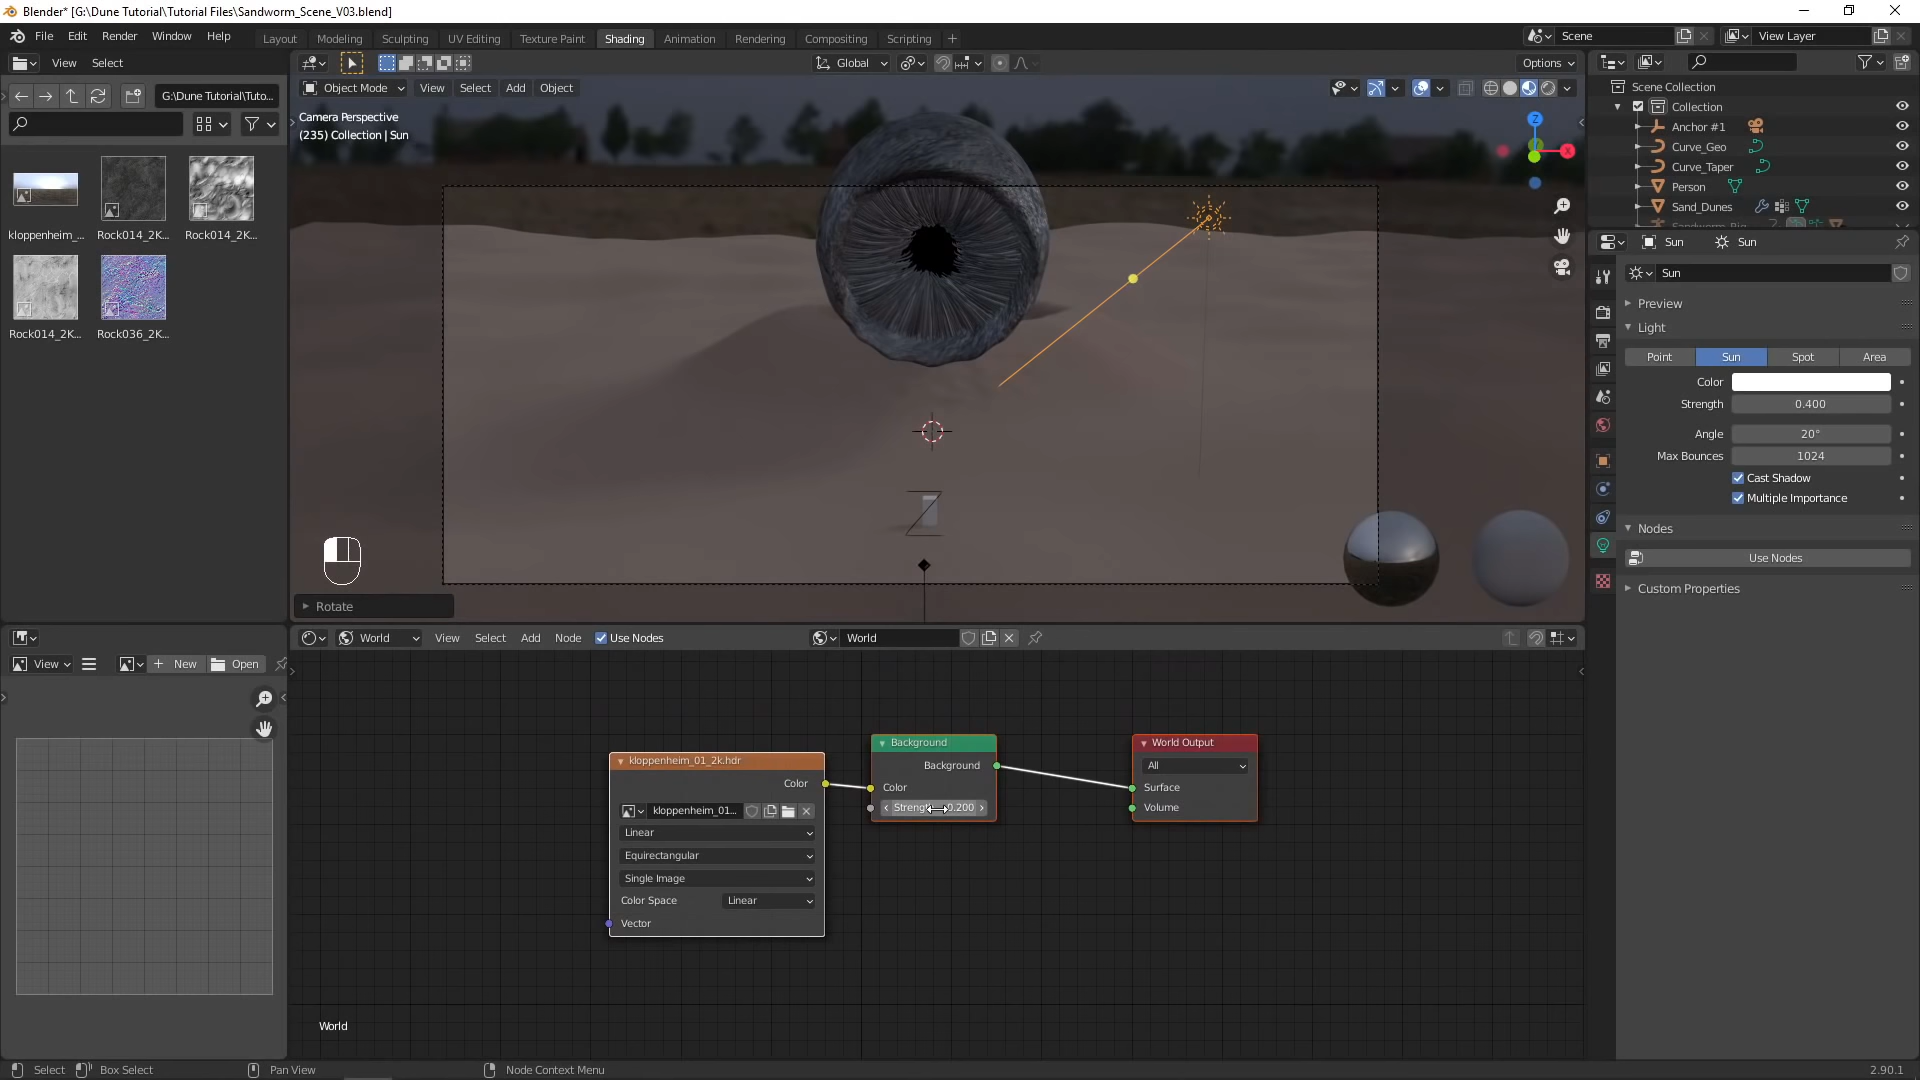 Blender* [G:\Dune Tutorial\Tutorial Files\Sandworm_Scene_V03.blend]
File Edit Render Window Help
Layout Modeling Sculpting UV Editing Texture Paint Shading Animation Rendering Compositing Scripting
Scene
View Layer
View Select
Global
Options
G:\Dune Tutorial\Tuto...
Object Mode View Select Add Object
Camera Perspective
(235) Collection | Sun
Z
X
kloppenheim_...
Rock014_2K...
Rock014_2K...
Rock014_2K...
Rock036_2K...
Rotate
Scene Collection
Collection
Anchor #1
Curve_Geo
Curve_Taper
Person
Sand_Dunes
Sandworm_Rig
Sun
Sun
Sun
Preview
Light
Point Sun Spot Area
Color
Strength 0.400
Angle 20°
Max Bounces 1024
Cast Shadow
Multiple Importance
Nodes
Use Nodes
Custom Properties
View
New
Open
World
View Select Add Node Use Nodes
World
kloppenheim_01_2k.hdr
Color
kloppenheim_01...
Linear
Equirectangular
Single Image
Color Space Linear
Vector
Background
Background
Color
Strength 0.200
World Output
All
Surface
Volume
World
Select
Box Select
Pan View
Node Context Menu
2.90.1